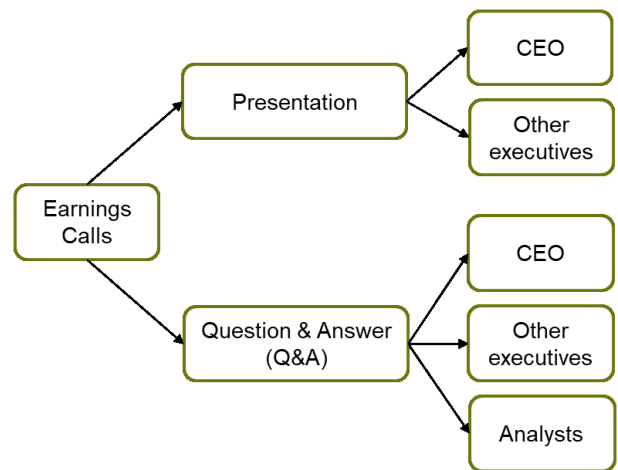 Earnings
Calls
Presentation
CEO
Other
executives
Question & Answer
(Q&A)
CEO
Other
executives
Analysts